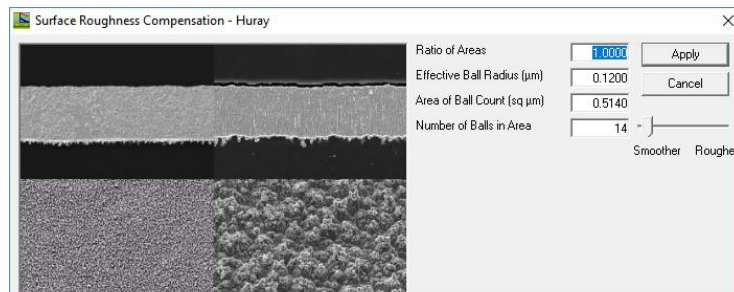 Surface Roughness Compensation - Huray
Ratio of Areas 1.0000 Apply
Effective Ball Radius (µm) 0.1200 Cancel
Area of Ball Count (sq µm) 0.5140
Number of Balls in Area 14
Smoother Roughe